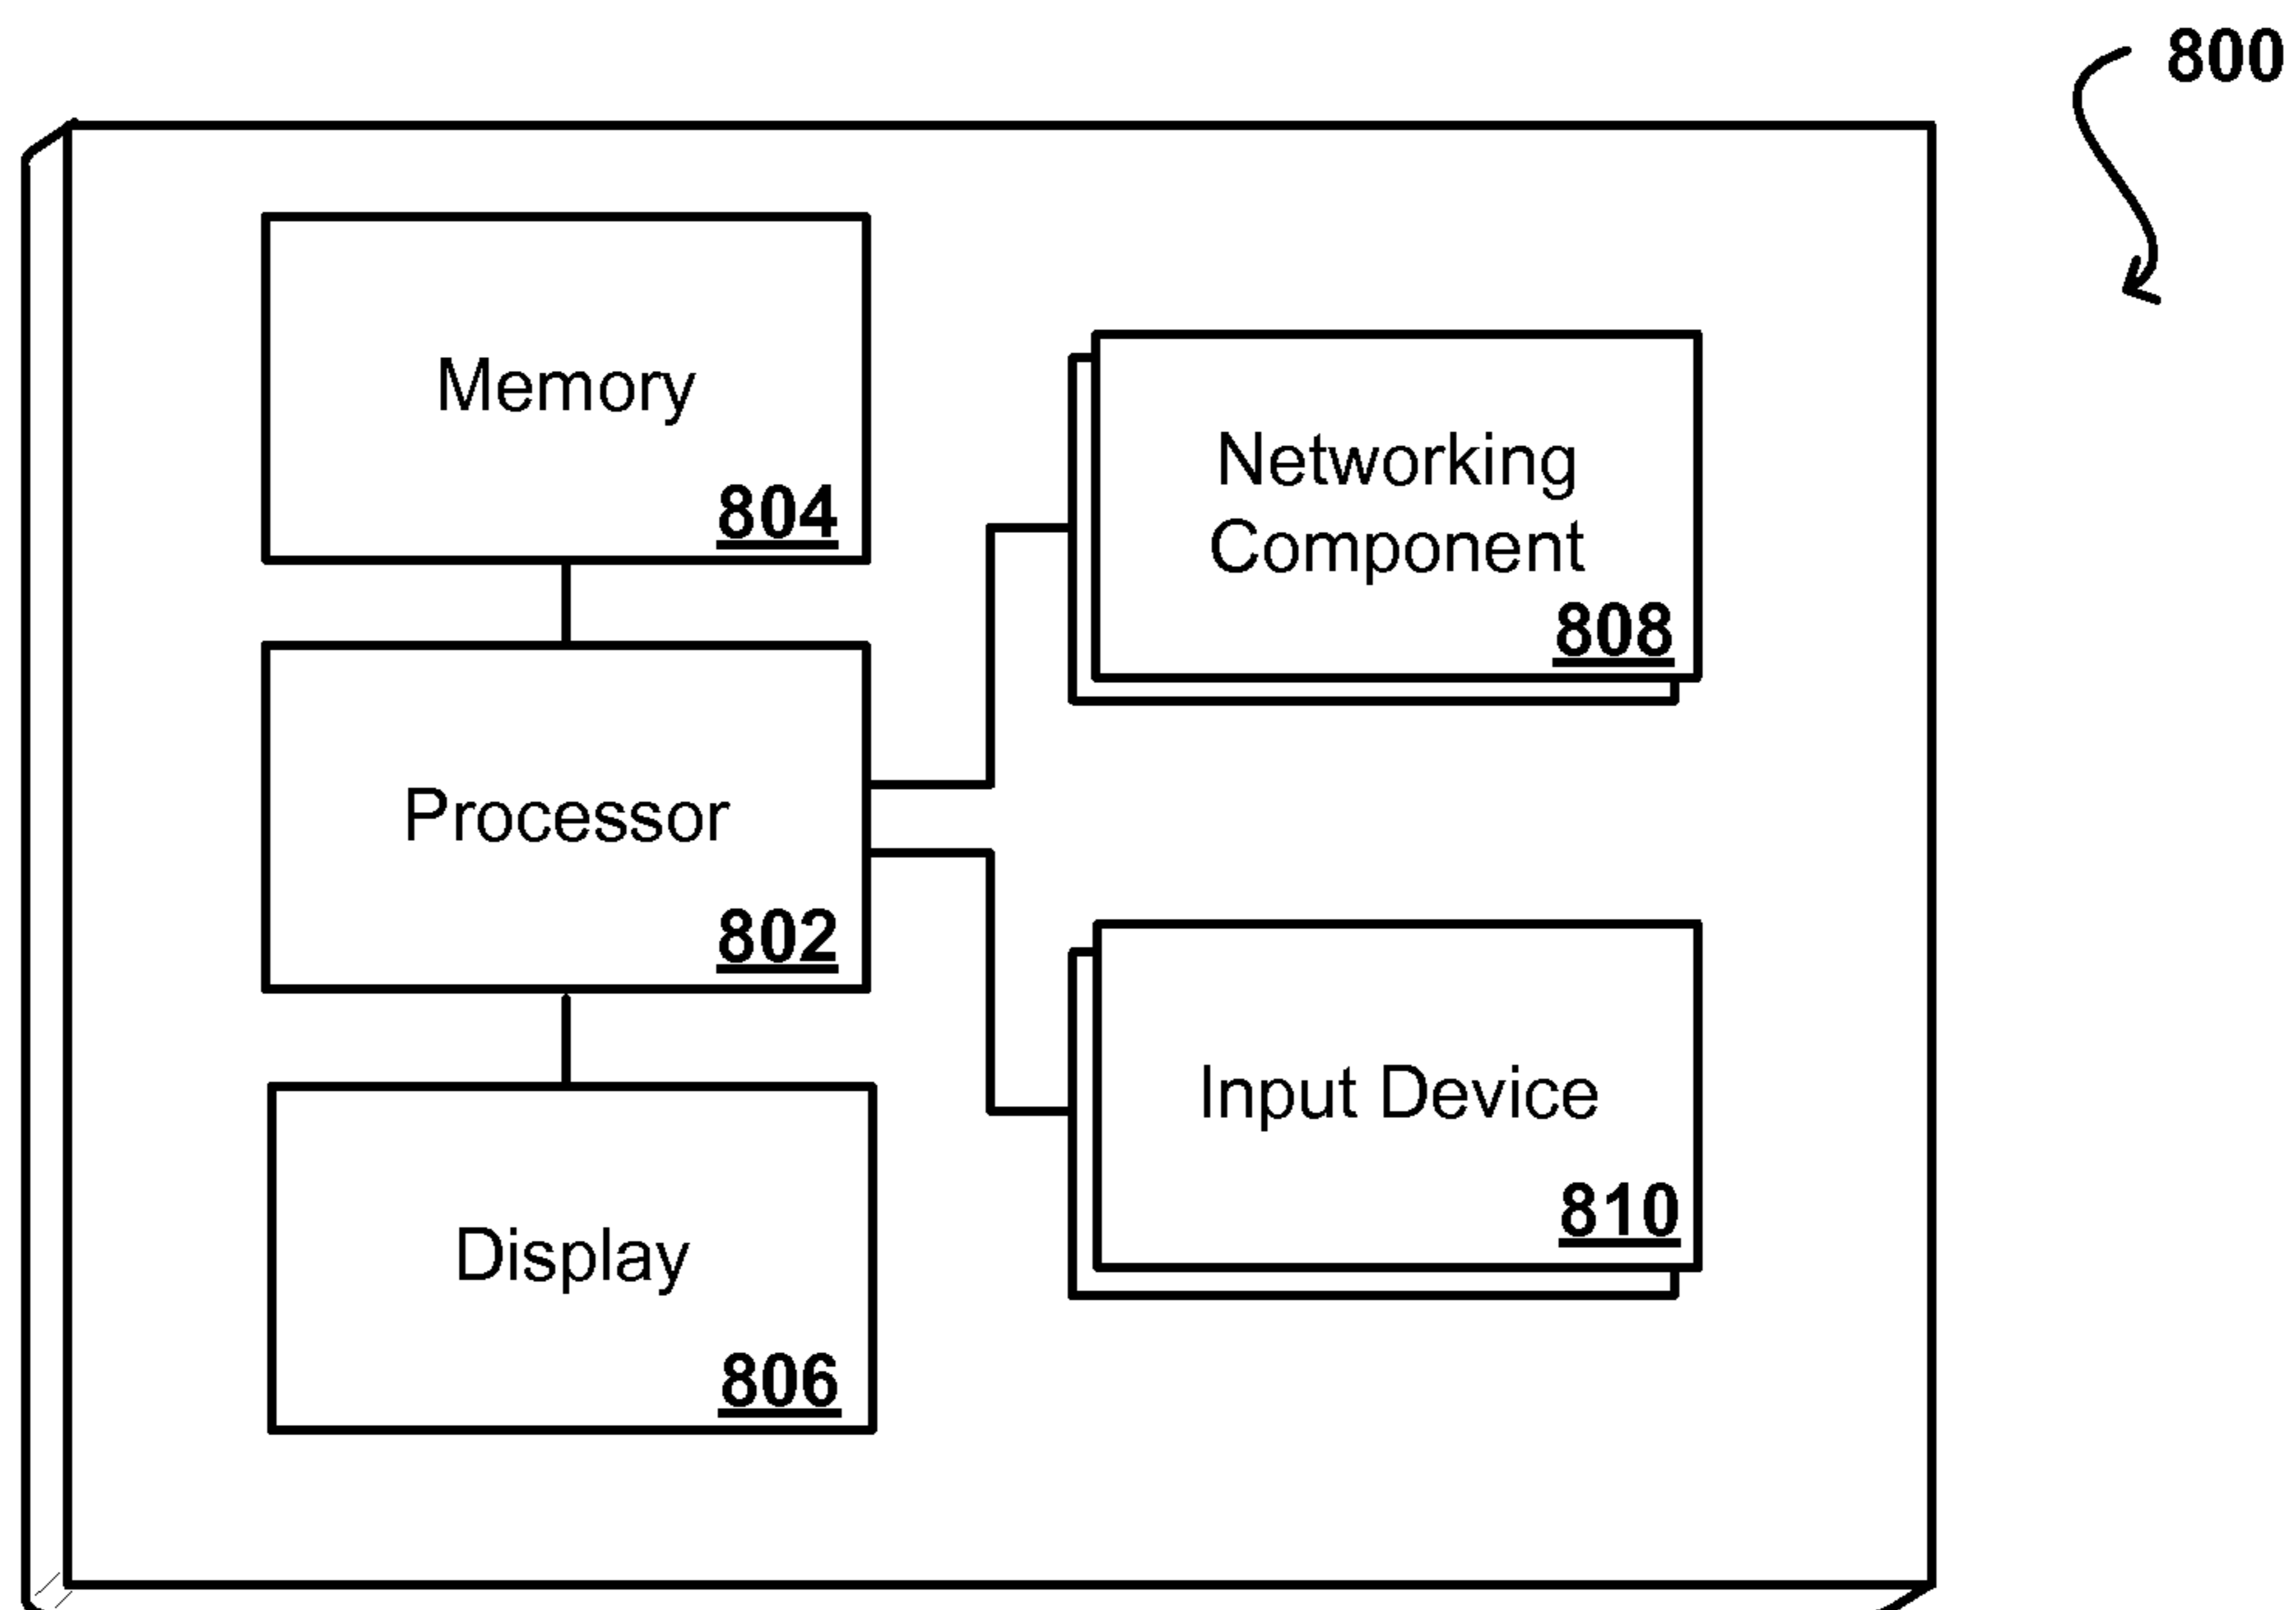 800
Memory
804
Networking
Component
808
Processor
802
Input Device
810
Display
806